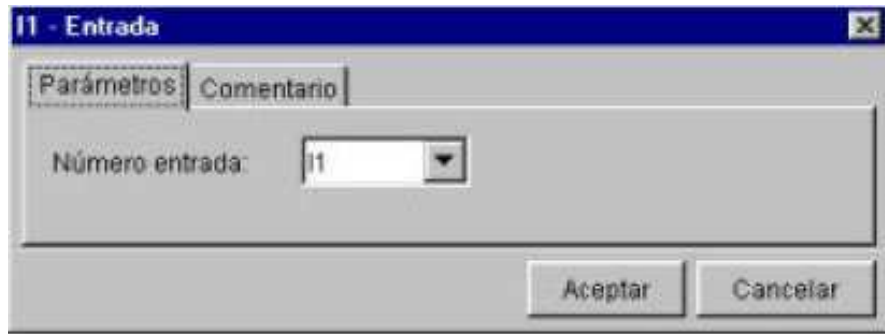 I1 - Entrada
Parámetros Comentario
Número entrada: I1
Aceptar Cancelar